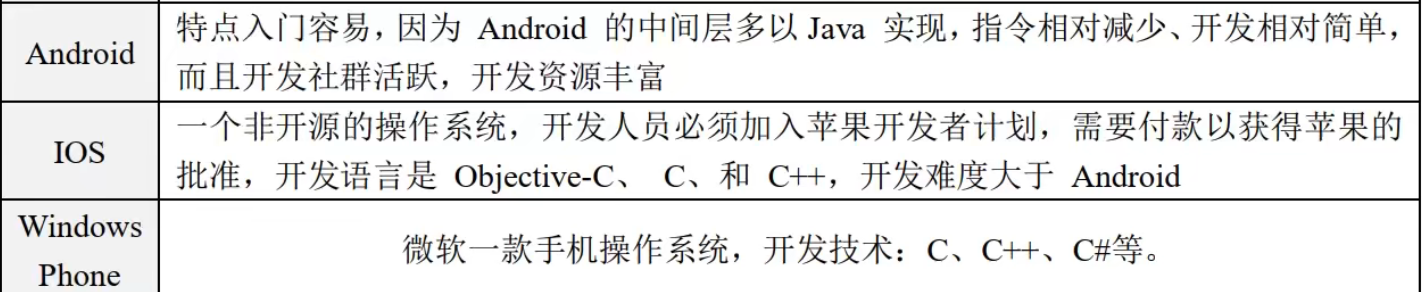 Android
特点入门容易，因为 Android 的中间层多以 Java 实现，指令相对减少、开发相对简单，
而且开发社群活跃，开发资源丰富
IOS
一个非开源的操作系统，开发人员必须加入苹果开发者计划，需要付款以获得苹果的
批准，开发语言是 Objective-C、 C、和 C++，开发难度大于 Android
Windows
Phone
微软一款手机操作系统，开发技术：C、C++、C#等。